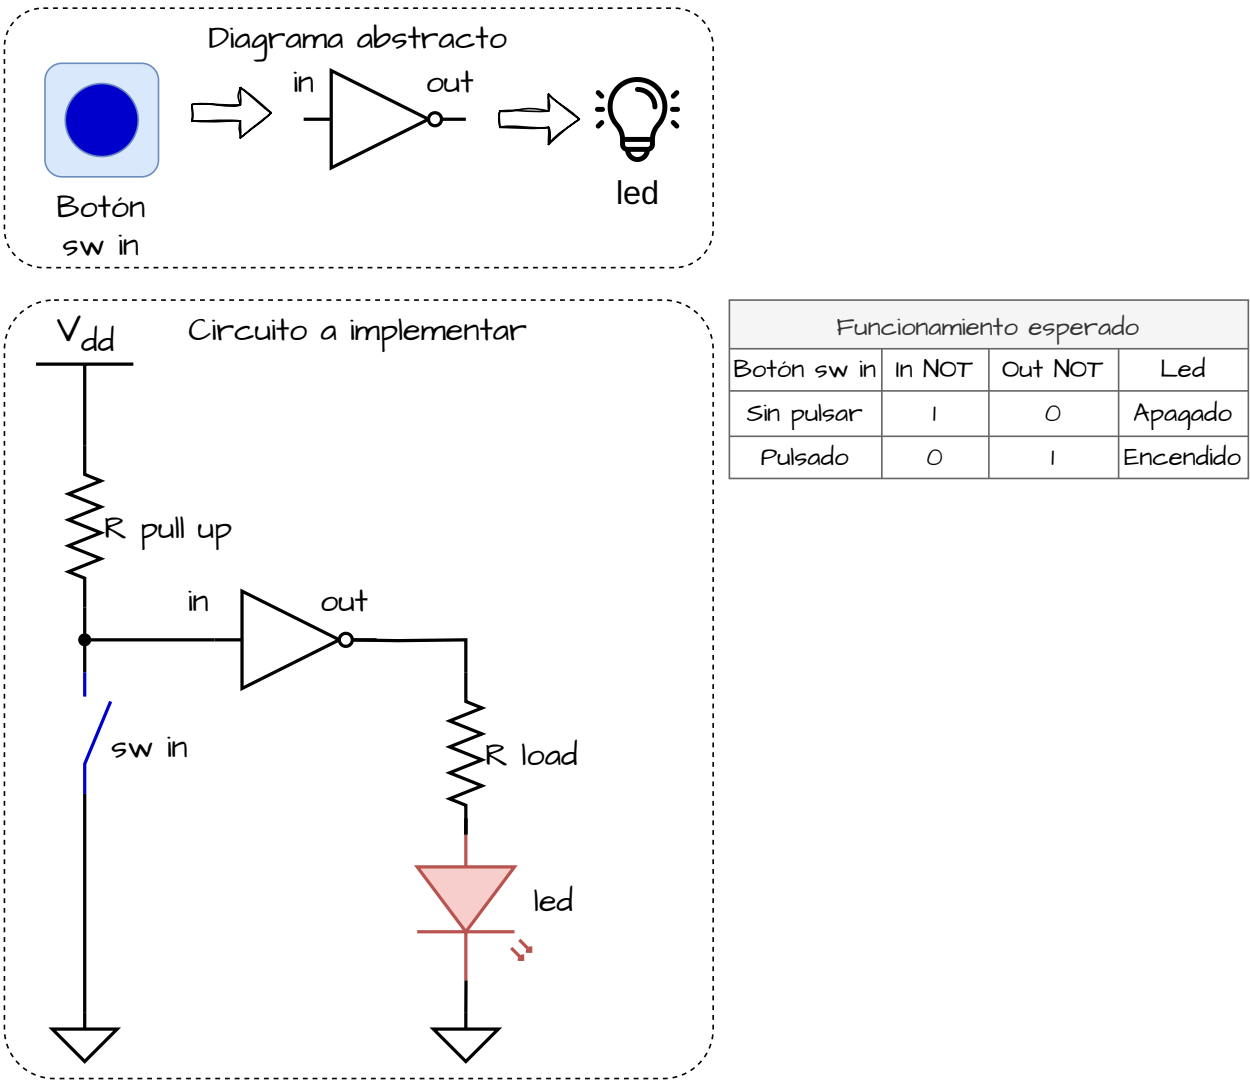 Diagrama abstracto
in
out
Botón
sw in
led
Vdd
Circuito a implementar
R pull up
in
out
sw in
R load
led
Funcionamiento esperado
Botón sw in In NOT Out NOT Led
Sin pulsar 1 0 Apagado
Pulsado 0 1 Encendido